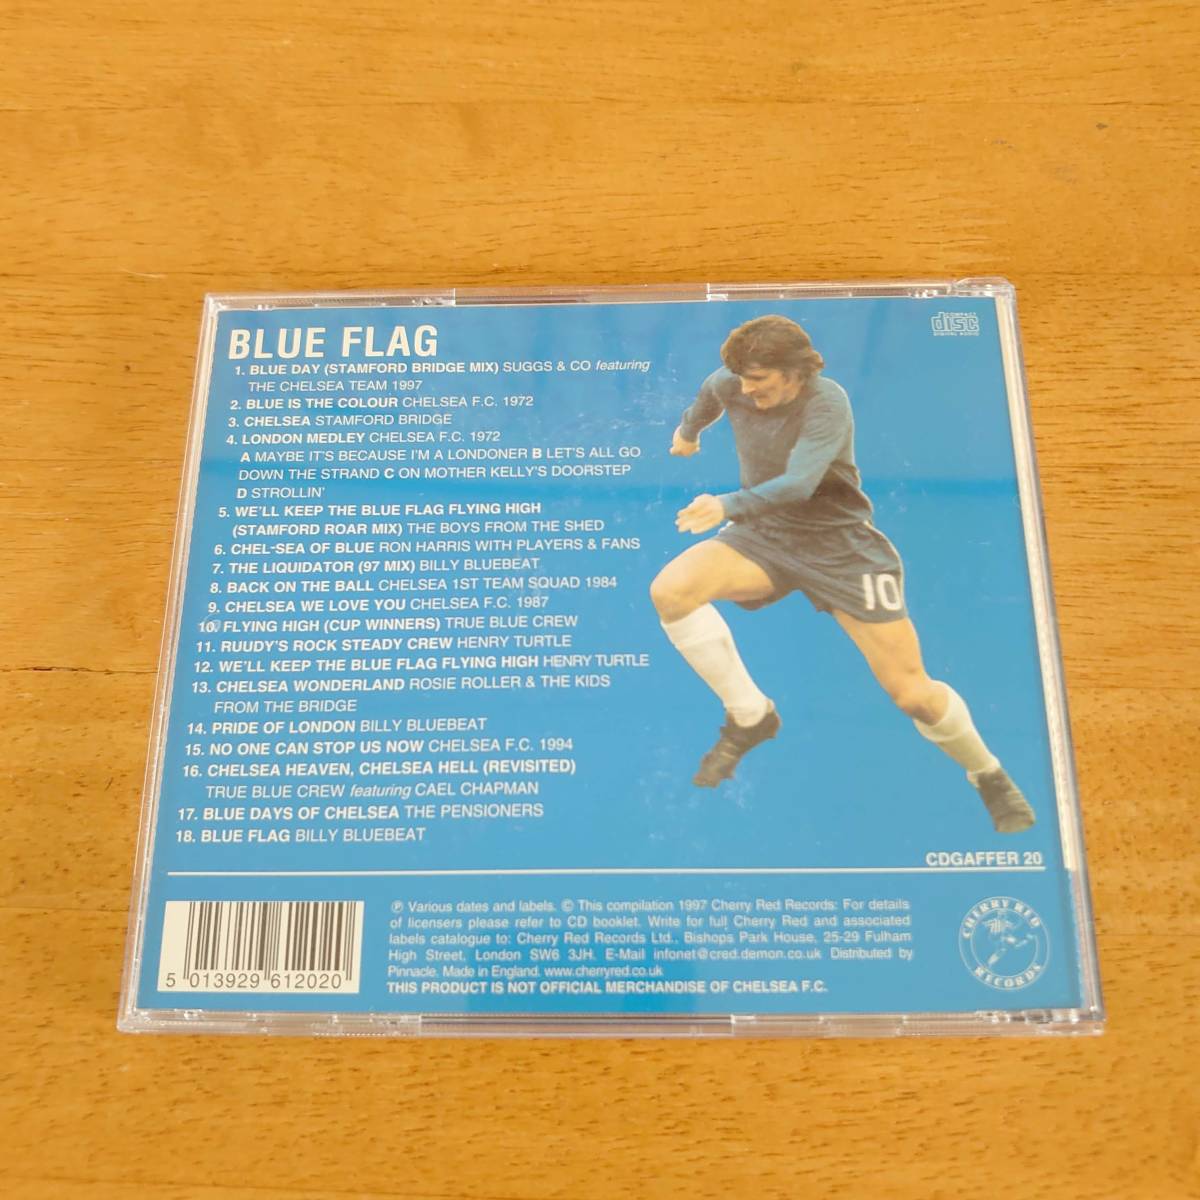 BLUE FLAG
COMPACT
disc
DIGITAL AUDIO
1. BLUE DAY (STAMFORD BRIDGE MIX) SUGGS & CO featuring
THE CHELSEA TEAM 1997
2. BLUE IS THE COLOUR CHELSEA F.C. 1972
3. CHELSEA STAMFORD BRIDGE
4. LONDON MEDLEY CHELSEA F.C. 1972
A MAYBE IT'S BECAUSE I'M A LONDONER B LET'S ALL GO
DOWN THE STRAND C ON MOTHER KELLY'S DOORSTEP
D STROLLIN'
5. WE'LL KEEP THE BLUE FLAG FLYING HIGH
(STAMFORD ROAR MIX) THE BOYS FROM THE SHED
6. CHEL-SEA OF BLUE RON HARRIS WITH PLAYERS & FANS
7. THE LIQUIDATOR (97 MIX) BILLY BLUEBEAT
8. BACK ON THE BALL CHELSEA 1ST TEAM SQUAD 1984
9. CHELSEA WE LOVE YOU CHELSEA F.C. 1987
10. FLYING HIGH (CUP WINNERS) TRUE BLUE CREW
11. RUUDY'S ROCK STEADY CREW HENRY TURTLE
12. WE'LL KEEP THE BLUE FLAG FLYING HIGH HENRY TURTLE
13. CHELSEA WONDERLAND ROSIE ROLLER & THE KIDS
FROM THE BRIDGE
14. PRIDE OF LONDON BILLY BLUEBEAT
15. NO ONE CAN STOP US NOW CHELSEA F.C. 1994
16. CHELSEA HEAVEN, CHELSEA HELL (REVISITED)
TRUE BLUE CREW featuring CAEL CHAPMAN
17. BLUE DAYS OF CHELSEA THE PENSIONERS
18. BLUE FLAG BILLY BLUEBEAT
10
CDGAFFER 20
5 013929 612020
℗ Various dates and labels. © This compilation 1997 Cherry Red Records: For details
of licensers please refer to CD booklet. Write for full Cherry Red and associated
labels catalogue to: Cherry Red Records Ltd., Bishops Park House, 25-29 Fulham
High Street, London SW6 3JH. E-Mail infonet@cred.demon.co.uk Distributed by
Pinnacle. Made in England. www.cherryred.co.uk
THIS PRODUCT IS NOT OFFICIAL MERCHANDISE OF CHELSEA F.C.
CHERRY RED
RECORDS